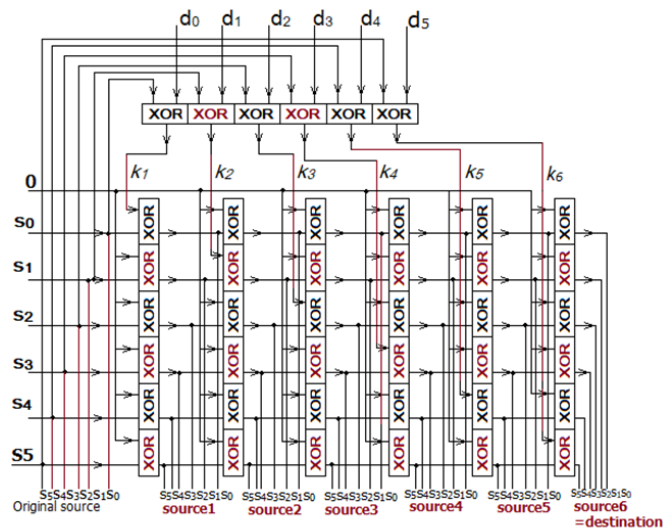 d0 d1 d2 d3 d4 d5
XOR XOR XOR XOR XOR XOR
k1 k2 k3 k4 k5 k6
0
S0
S1
S2
S3
S4
S5
XOR XOR XOR XOR XOR XOR
XOR XOR XOR XOR XOR XOR
XOR XOR XOR XOR XOR XOR
XOR XOR XOR XOR XOR XOR
XOR XOR XOR XOR XOR XOR
XOR XOR XOR XOR XOR XOR
S5S4S3S2S1S0 S5S4S3S2S1S0 S5S4S3S2S1S0 S5S4S3S2S1S0 S5S4S3S2S1S0 S5S4S3S2S1S0 S5S4S3S2S1S0
Original source source1 source2 source3 source4 source5 source6
=destination